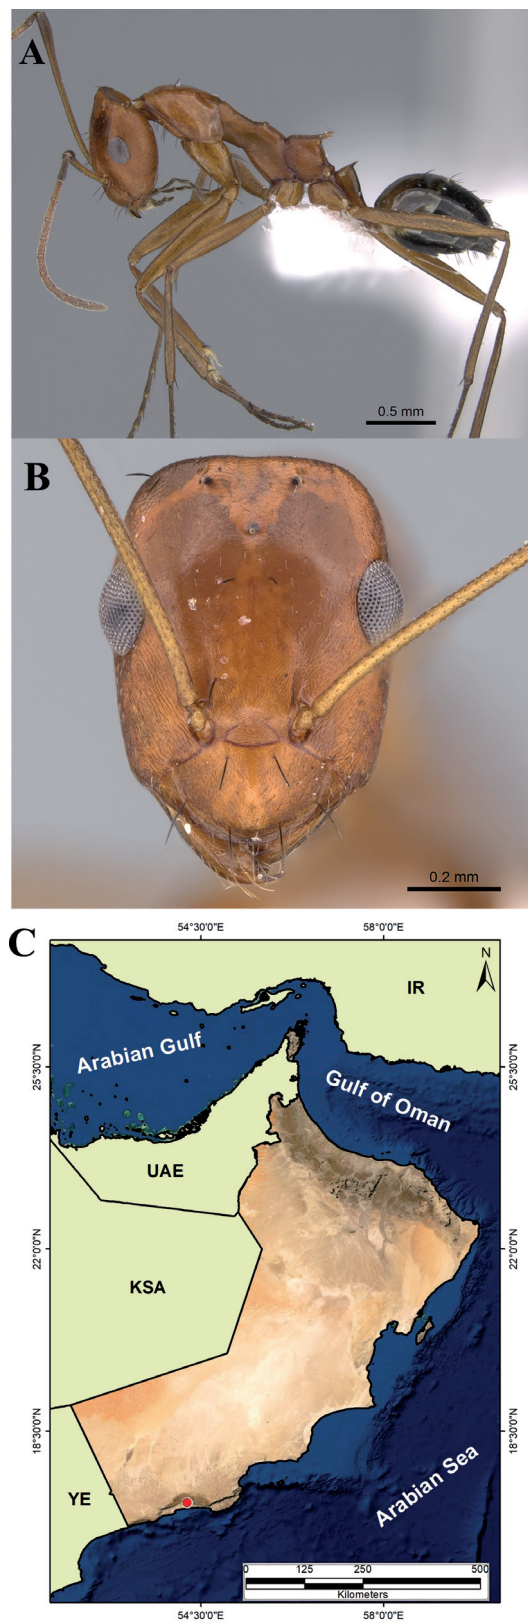 A
0.5 mm
B
0.2 mm
C
54°30'0"E 58°0'0"E
N
IR
Arabian Gulf
Gulf of Oman
25°30'0"N 25°30'0"N
UAE
22°0'0"N 22°0'0"N
KSA
18°30'0"N 18°30'0"N
YE
Arabian Sea
0 125 250 500
Kilometers
54°30'0"E 58°0'0"E